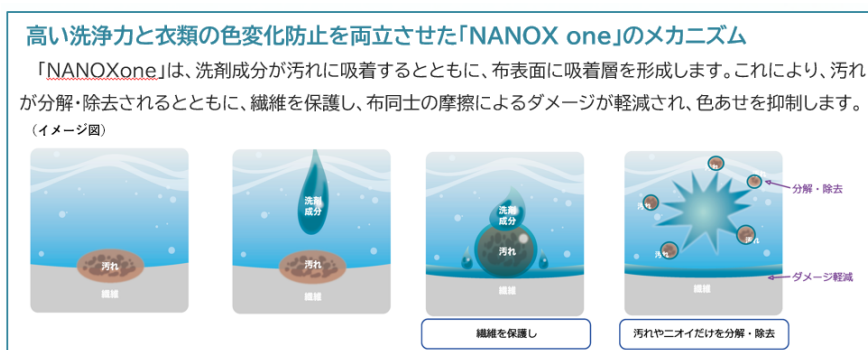 高い洗浄力と衣類の色変化防止を両立させた「NANOX one」のメカニズム
「NANOXone」は、洗剤成分が汚れに吸着するとともに、布表面に吸着層を形成します。これにより、汚れ
が分解・除去されるとともに、繊維を保護し、布同士の摩擦によるダメージが軽減され、色あせを抑制します。
（イメージ図）
汚れ
繊維
洗剤
成分
汚れ
繊維
洗剤
成分
汚れ
繊維
繊維を保護し
汚れ
汚れ
汚れ
汚れ
汚れ
繊維
分解・除去
ダメージ軽減
汚れやニオイだけを分解・除去